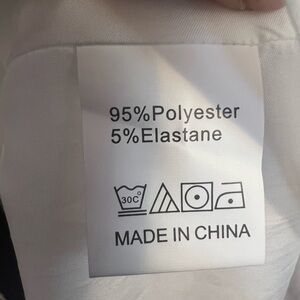 95%Polyester
5%Elastane
30C°
MADE IN CHINA